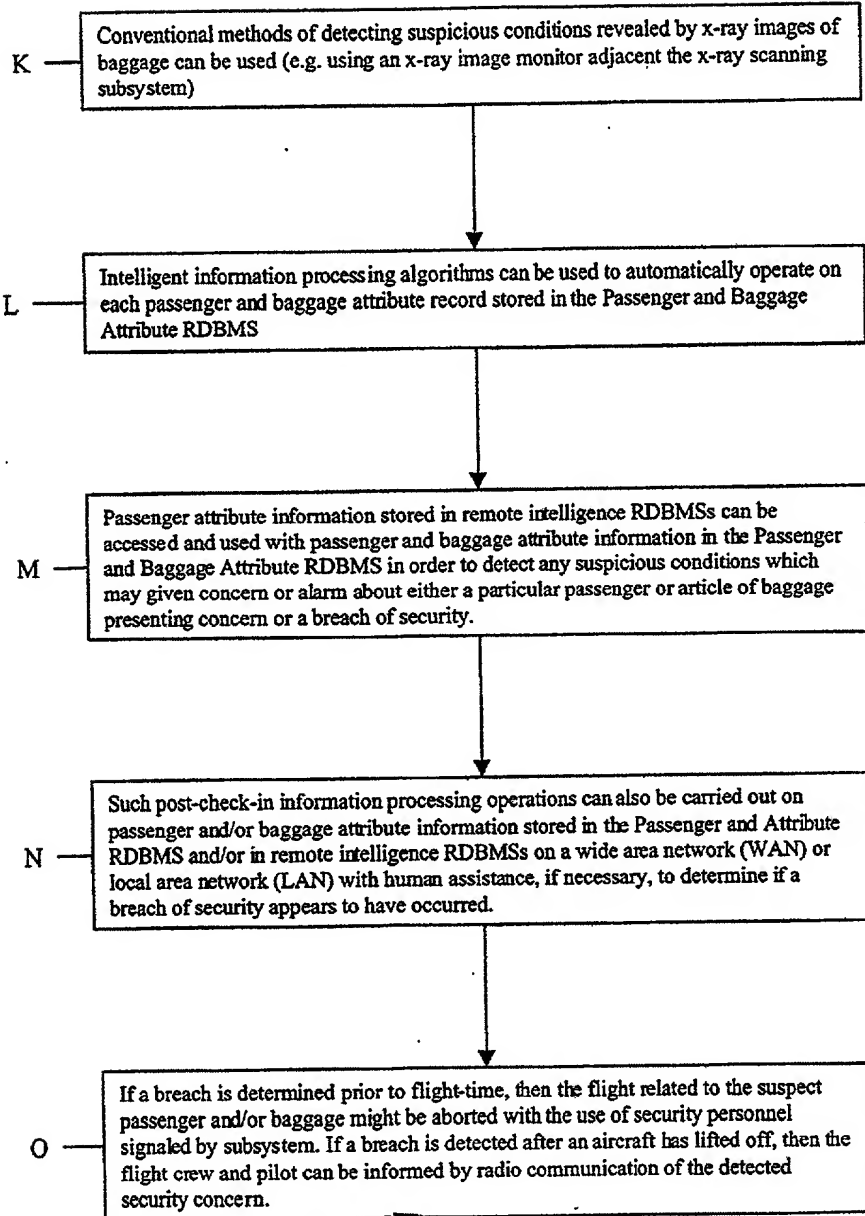 Conventional methods of detecting suspicious conditions revealed by x-ray images of
baggage can be used (e.g. using an x-ray image monitor adjacent the x-ray scanning
subsystem)
K
Intelligent information processing algorithms can be used to automatically operate on
each passenger and baggage attribute record stored in the Passenger and Baggage
Attribute RDBMS
L
Passenger attribute information stored in remote intelligence RDBMSs can be
accessed and used with passenger and baggage attribute information in the Passenger
and Baggage Attribute RDBMS in order to detect any suspicious conditions which
may given concern or alarm about either a particular passenger or article of baggage
presenting concern or a breach of security.
M
Such post-check-in information processing operations can also be carried out on
passenger and/or baggage attribute information stored in the Passenger and Attribute
RDBMS and/or in remote intelligence RDBMSs on a wide area network (WAN) or
local area network (LAN) with human assistance, if necessary, to determine if a
breach of security appears to have occurred.
N
If a breach is determined prior to flight-time, then the flight related to the suspect
passenger and/or baggage might be aborted with the use of security personnel
signaled by subsystem. If a breach is detected after an aircraft has lifted off, then the
flight crew and pilot can be informed by radio communication of the detected
security concern.
O